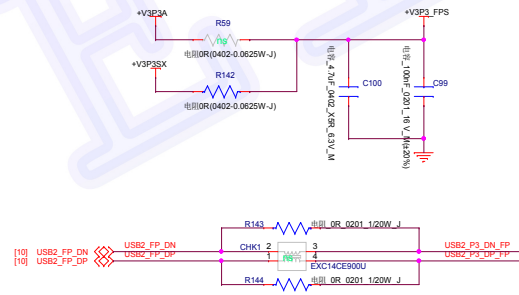 +V3P3A
+V3P3_FPS
R59
ns
电阻0R(0402-0.0625W-J)
+V3P3SX
R142
电阻0R(0402-0.0625W-J)
电容_4.7uF_0402_X5R_6.3V_M
C100
电容_100nF_0201_16 V_M(±20%)
C99
R143
电阻_0R_0201_1/20W_J
[10] USB2_FP_DN
USB2_FP_DN
CHK1
2
3
USB2_P3_DN_FP
[10] USB2_FP_DP
USB2_FP_DP
1
ns
4
USB2_P3_DP_FP
EXC14CE900U
R144
电阻_0R_0201_1/20W_J